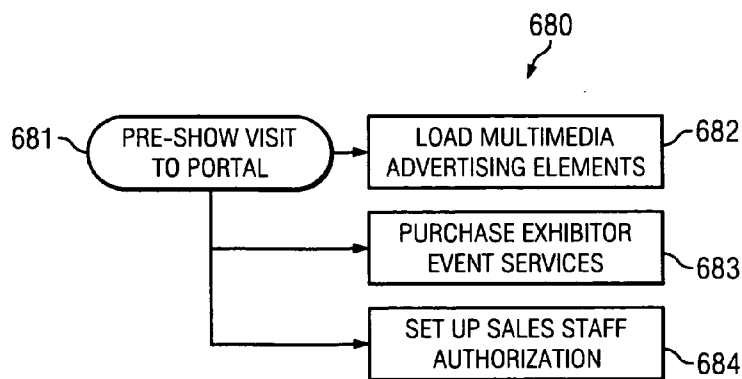 680
681
PRE-SHOW VISIT
TO PORTAL
LOAD MULTIMEDIA
ADVERTISING ELEMENTS
682
PURCHASE EXHIBITOR
EVENT SERVICES
683
SET UP SALES STAFF
AUTHORIZATION
684